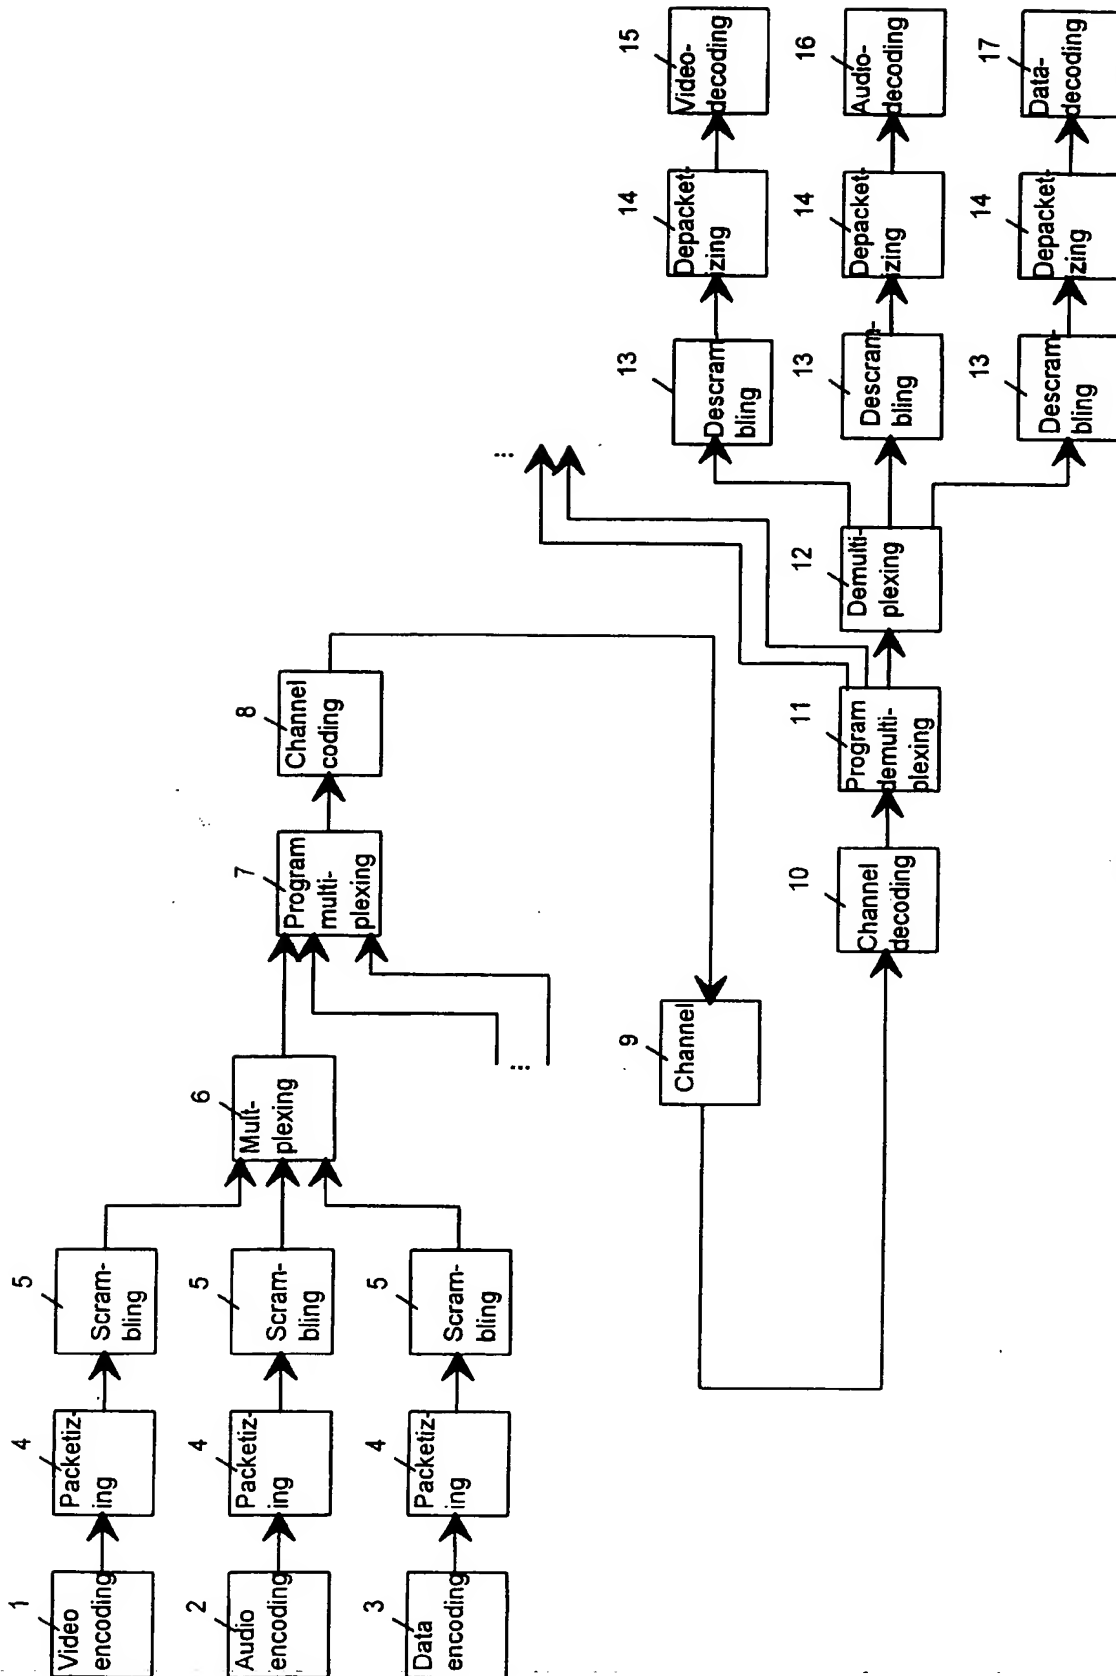 1
Video
encoding
4
Packetiz-
ing
5
Scram-
bling
2
Audio
encoding
4
Packetiz-
ing
5
Scram-
bling
3
Data
encoding
4
Packetiz-
ing
5
Scram-
bling
6
Mult-
plexing
...
7
Program
multi-
plexing
8
Channel
coding
9
Channel
10
Channel
decoding
11
Program
demulti-
plexing
...
12
Demulti-
plexing
13
Descram
bling
14
Depacket-
izing
15
Video-
decoding
13
Descram-
bling
14
Depacket-
izing
16
Audio-
decoding
13
Descram-
bling
14
Depacket-
izing
17
Data-
decoding